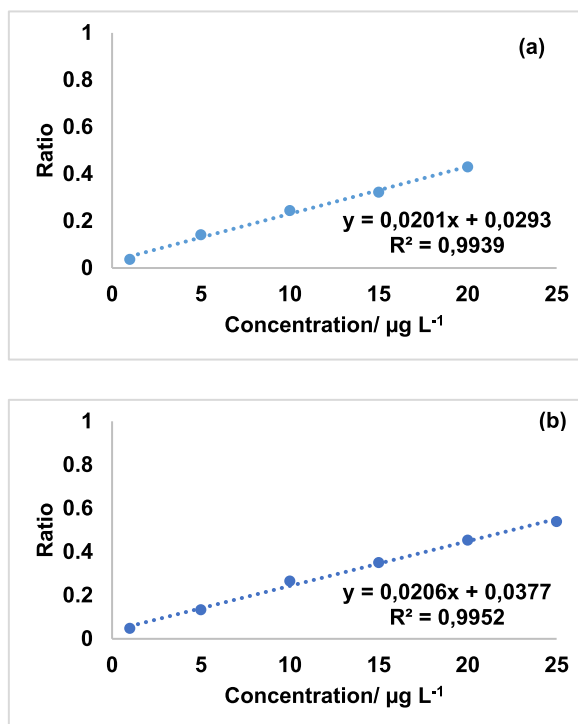 (a)
Ratio
1
0.8
0.6
0.4
0.2
0
y = 0,0201x + 0,0293
R² = 0,9939
0 5 10 15 20 25
Concentration/ µg L⁻¹
(b)
Ratio
1
0.8
0.6
0.4
0.2
0
y = 0,0206x + 0,0377
R² = 0,9952
0 5 10 15 20 25
Concentration/ µg L⁻¹